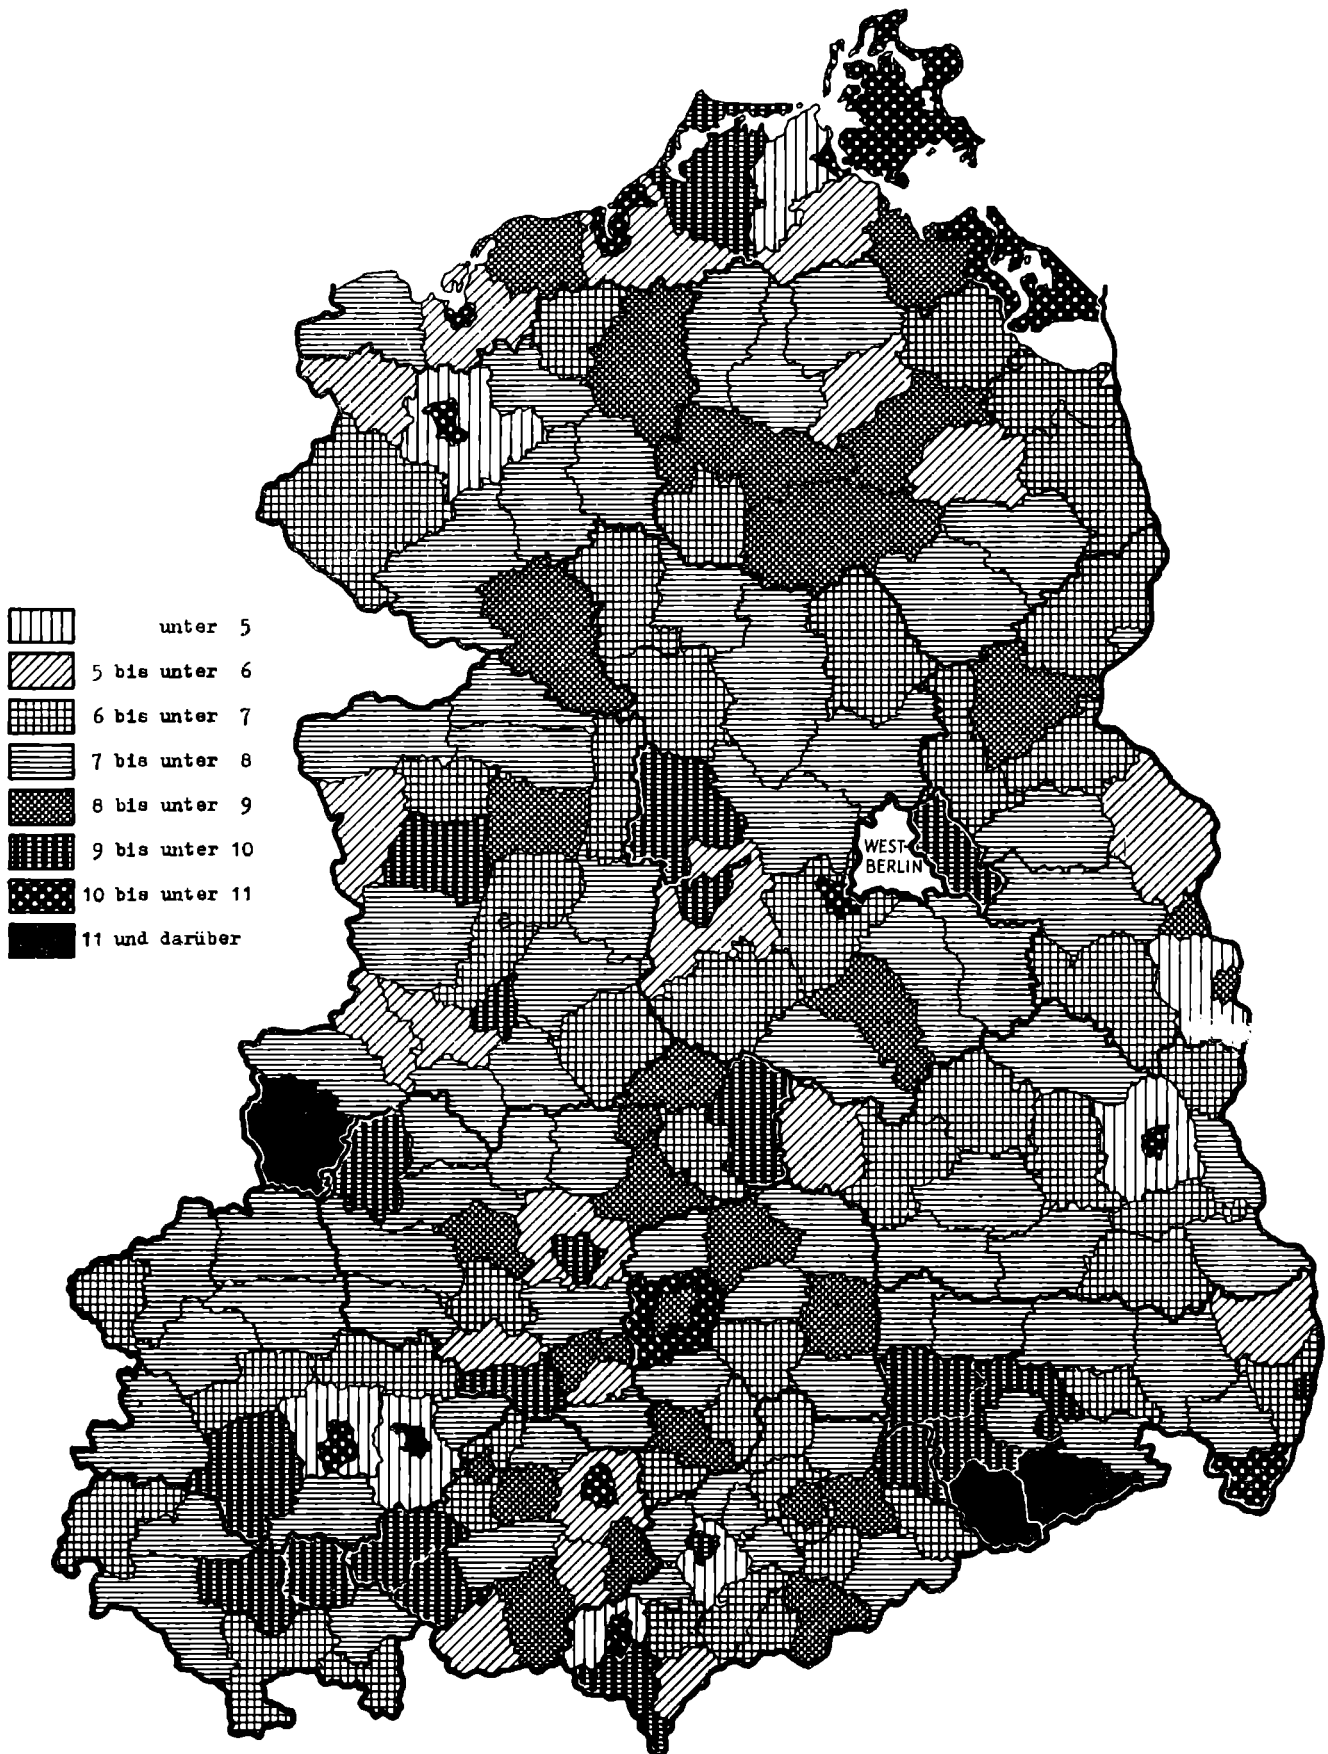 unter 5
5 bis unter 6
6 bis unter 7
7 bis unter 8
8 bis unter 9
9 bis unter 10
10 bis unter 11
11 und darüber
WEST-
BERLIN